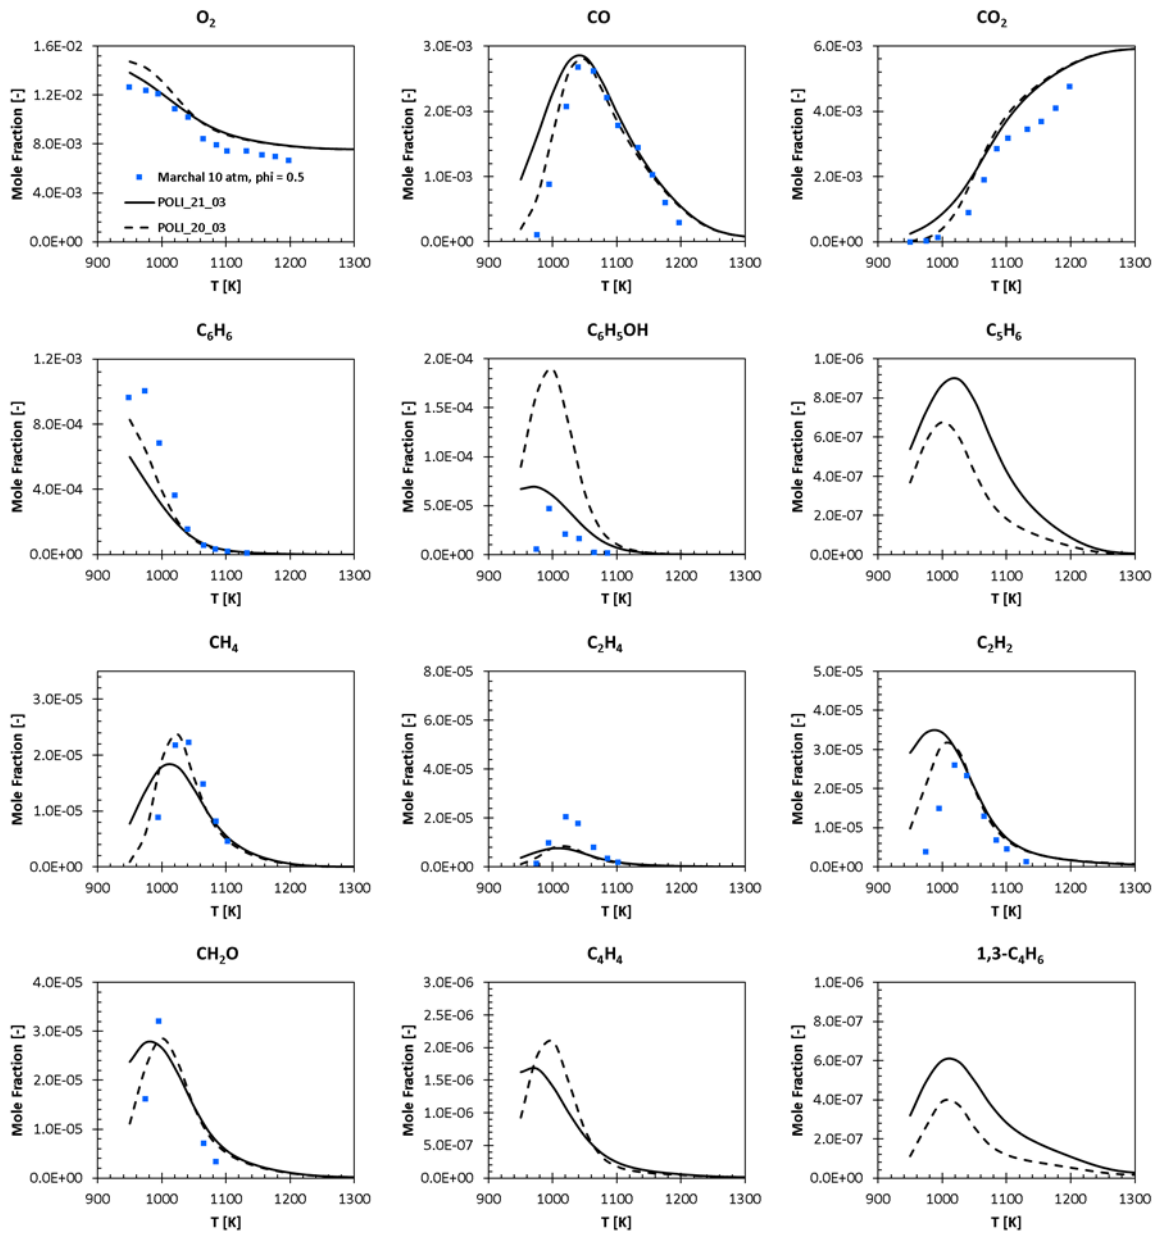 O₂
Mole Fraction [-]
1.6E-02
1.2E-02
8.0E-03
4.0E-03
0.0E+00
Marchal 10 atm, phi = 0.5
POLI_21_03
POLI_20_03
900 1000 1100 1200 1300
T [K]
CO
Mole Fraction [-]
3.0E-03
2.0E-03
1.0E-03
0.0E+00
900 1000 1100 1200 1300
T [K]
CO₂
Mole Fraction [-]
6.0E-03
4.0E-03
2.0E-03
0.0E+00
900 1000 1100 1200 1300
T [K]
C₆H₆
Mole Fraction [-]
1.2E-03
8.0E-04
4.0E-04
0.0E+00
900 1000 1100 1200 1300
T [K]
C₆H₅OH
Mole Fraction [-]
2.0E-04
1.5E-04
1.0E-04
5.0E-05
0.0E+00
900 1000 1100 1200 1300
T [K]
C₅H₆
Mole Fraction [-]
1.0E-06
8.0E-07
6.0E-07
4.0E-07
2.0E-07
0.0E+00
900 1000 1100 1200 1300
T [K]
CH₄
Mole Fraction [-]
3.0E-05
2.0E-05
1.0E-05
0.0E+00
900 1000 1100 1200 1300
T [K]
C₂H₄
Mole Fraction [-]
8.0E-05
6.0E-05
4.0E-05
2.0E-05
0.0E+00
900 1000 1100 1200 1300
T [K]
C₂H₂
Mole Fraction [-]
5.0E-05
4.0E-05
3.0E-05
2.0E-05
1.0E-05
0.0E+00
900 1000 1100 1200 1300
T [K]
CH₂O
Mole Fraction [-]
4.0E-05
3.0E-05
2.0E-05
1.0E-05
0.0E+00
900 1000 1100 1200 1300
T [K]
C₄H₄
Mole Fraction [-]
3.0E-06
2.5E-06
2.0E-06
1.5E-06
1.0E-06
5.0E-07
0.0E+00
900 1000 1100 1200 1300
T [K]
1,3-C₄H₆
Mole Fraction [-]
1.0E-06
8.0E-07
6.0E-07
4.0E-07
2.0E-07
0.0E+00
900 1000 1100 1200 1300
T [K]